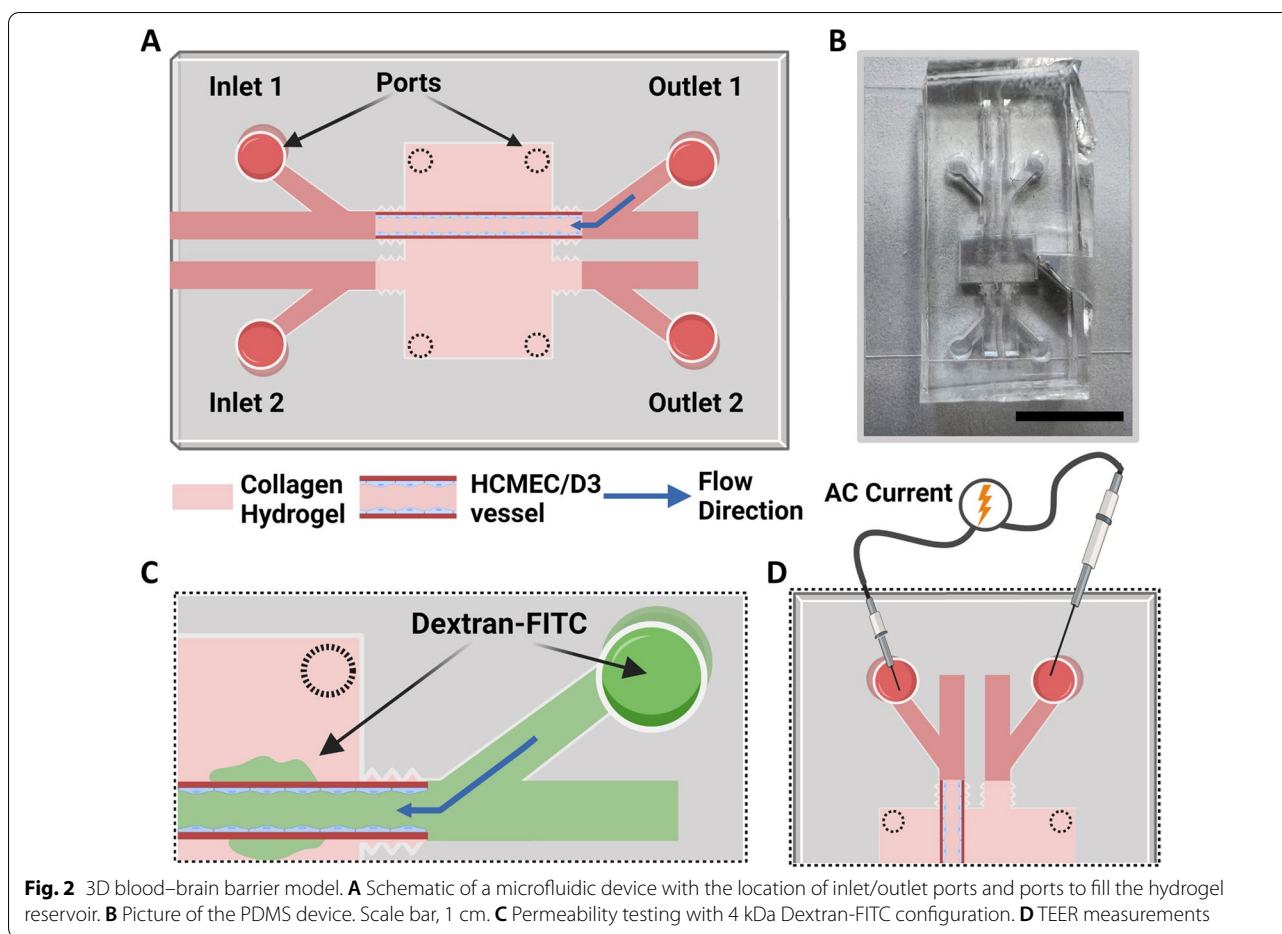 A
Inlet 1
Ports
Outlet 1
Inlet 2
Outlet 2
B
Collagen
Hydrogel
HCMEC/D3
vessel
Flow
Direction
AC Current
C
Dextran-FITC
D
Fig. 2 3D blood–brain barrier model. A Schematic of a microfluidic device with the location of inlet/outlet ports and ports to fill the hydrogel
reservoir. B Picture of the PDMS device. Scale bar, 1 cm. C Permeability testing with 4 kDa Dextran-FITC configuration. D TEER measurements